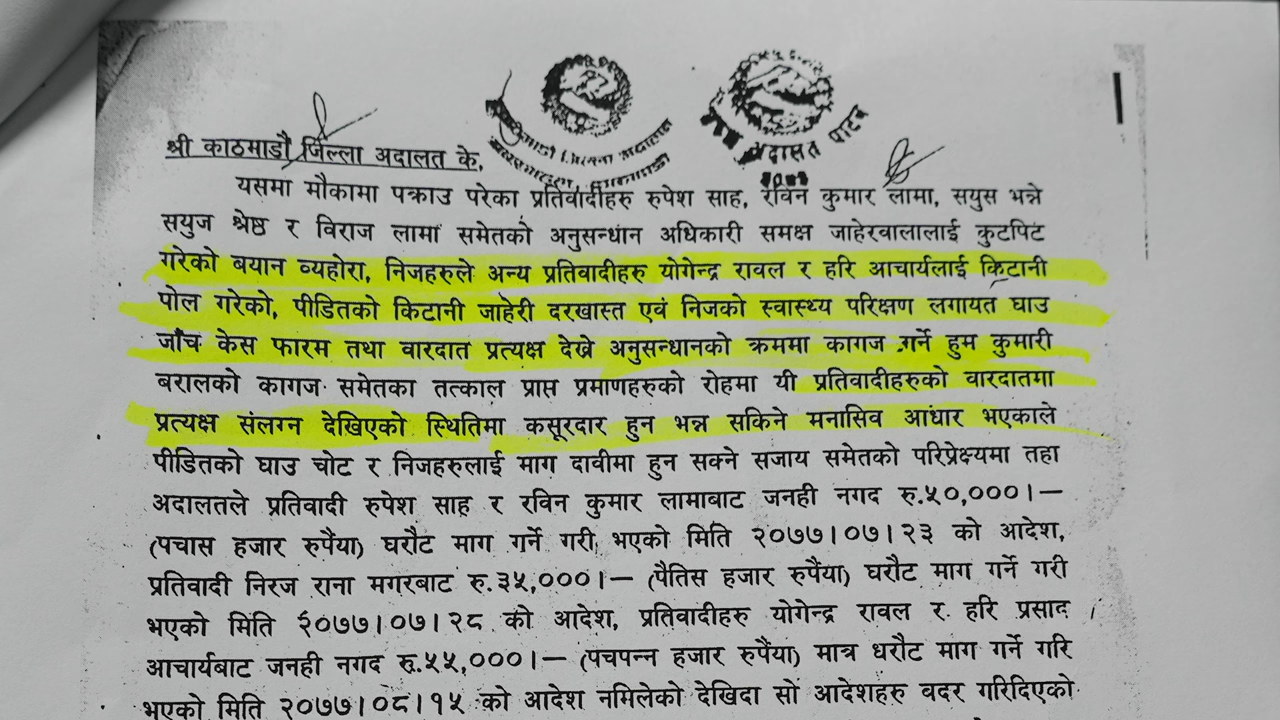 श्री काठमाडौं जिल्ला अदालत के,
यसमा मौकामा पक्राउ परेका प्रतिवादीहरु रुपेश साह, रविन कुमार लामा, सयुस भन्ने
सयुज श्रेष्ठ र विराज लामा समेतको अनुसन्धान अधिकारी समक्ष जाहेरवालालाई कुटपिट
गरेको बयान व्यहोरा, निजहरुले अन्य प्रतिवादीहरु योगेन्द्र रावल र हरि आचार्यलाई किटानी
पोल गरेको, पीडितको किटानी जाहेरी दरखास्त एवं निजको स्वास्थ्य परिक्षण लगायत घाउ
जाँच केस फारम तथा वारदात प्रत्यक्ष देख्ने अनुसन्धानको क्रममा कागज गर्ने हुम कुमारी
बरालको कागज समेतका तत्काल प्राप्त प्रमाणहरुको रोहमा यी प्रतिवादीहरुको वारदातमा
प्रत्यक्ष संलग्न देखिएको स्थितिमा कसूरदार हुन भन्न सकिने मनासिव आधार भएकाले
पीडितको घाउ चोट र निजहरुलाई माग दावीमा हुन सक्ने सजाय समेतको परिप्रेक्ष्यमा तहा
अदालतले प्रतिवादी रुपेश साह र रविन कुमार लामाबाट जनही नगद रु.५०,०००।–
(पचास हजार रुपैंया) घरौट माग गर्ने गरी भएको मिति २०७७।०७।२३ को आदेश,
प्रतिवादी निरज राना मगरबाट रु.३५,०००।– (पैतिस हजार रुपैंया) घरौट माग गर्ने गरी
भएको मिति २०७७।०७।२८ को आदेश, प्रतिवादीहरु योगेन्द्र रावल र हरि प्रसाद
आचार्यबाट जनही नगद रु.५५,०००।– (पचपन्न हजार रुपैंया) मात्र धरौट माग गर्ने गरि
भएको मिति २०७७।०८।१५ को आदेश नमिलेको देखिदा सो आदेशहरु वदर गरिदिएको